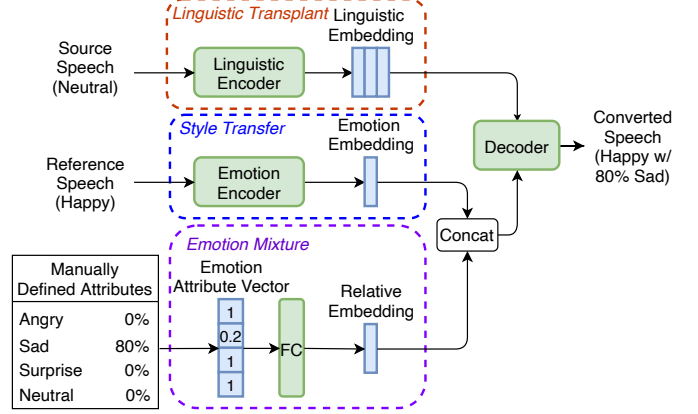 Linguistic Transplant
Source
Speech
(Neutral)
Linguistic
Encoder
Linguistic
Embedding
Style Transfer
Reference
Speech
(Happy)
Emotion
Encoder
Emotion
Embedding
Decoder
Converted
Speech
(Happy w/
80% Sad)
Concat
Emotion Mixture
Manually
Defined Attributes
Angry 0%
Sad 80%
Surprise 0%
Neutral 0%
Emotion
Attribute Vector
1
0.2
1
1
FC
Relative
Embedding